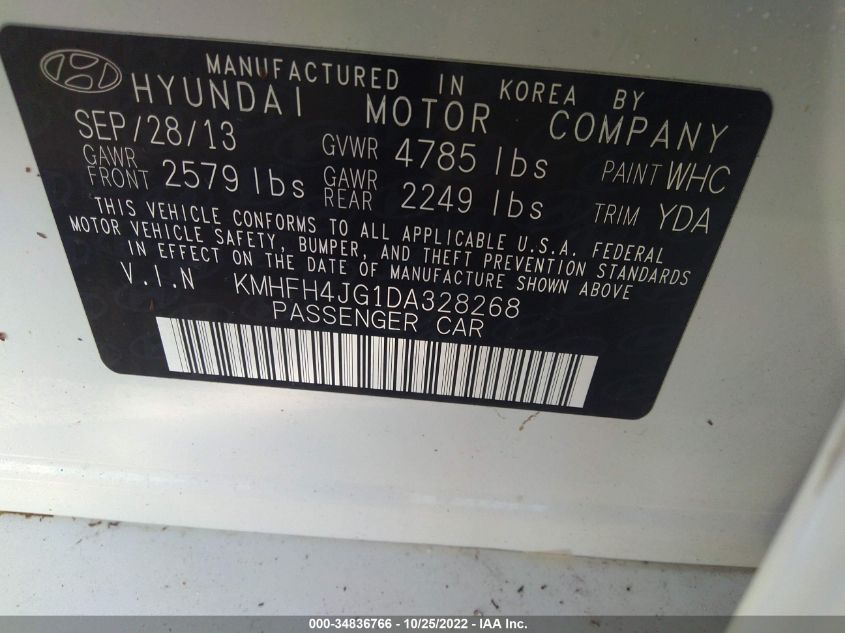 MANUFACTURED IN KOREA BY
HYUNDAI MOTOR COMPANY
SEP/28/13 GVWR 4785 lbs PAINT WHC
GAWR FRONT 2579 lbs GAWR REAR 2249 lbs TRIM YDA
THIS VEHICLE CONFORMS TO ALL APPLICABLE U.S.A. FEDERAL
MOTOR VEHICLE SAFETY, BUMPER, AND THEFT PREVENTION STANDARDS
IN EFFECT ON THE DATE OF MANUFACTURE SHOWN ABOVE
V.I.N KMHFH4JG1DA328268
PASSENGER CAR
000-34836766 - 10/25/2022 - IAA Inc.